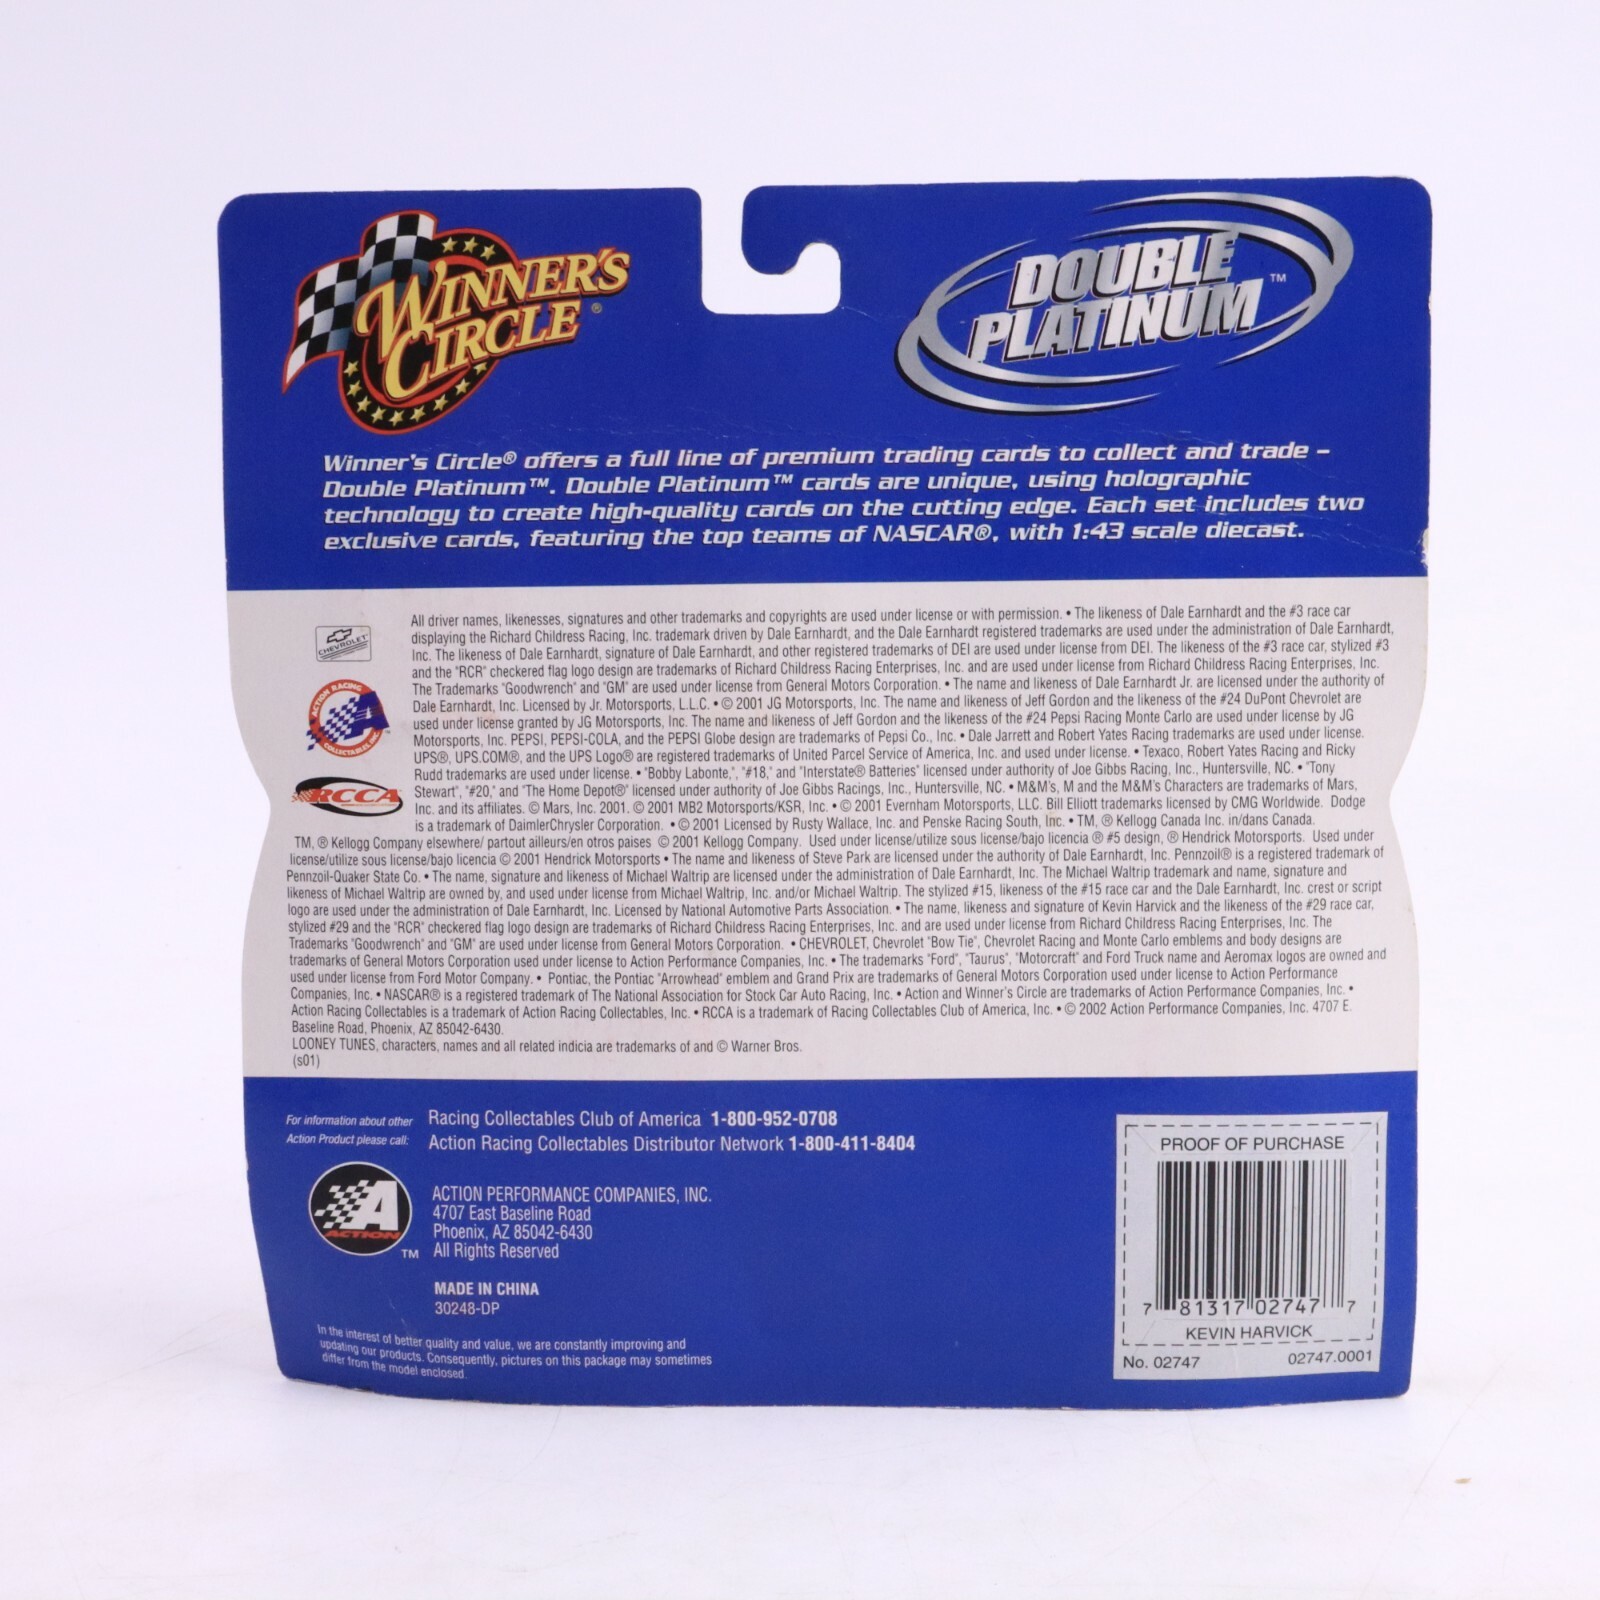 WINNER'S
CIRCLE®
DOUBLE
PLATINUM™
Winner's Circle® offers a full line of premium trading cards to collect and trade –
Double Platinum™. Double Platinum™ cards are unique, using holographic
technology to create high-quality cards on the cutting edge. Each set includes two
exclusive cards, featuring the top teams of NASCAR®, with 1:43 scale diecast.
CHEVROLET
ACTION RACING
COLLECTABLES, INC.
RCCA
All driver names, likenesses, signatures and other trademarks and copyrights are used under license or with permission. • The likeness of Dale Earnhardt and the #3 race car
displaying the Richard Childress Racing, Inc. trademark driven by Dale Earnhardt, and the Dale Earnhardt registered trademarks are used under the administration of Dale Earnhardt,
Inc. The likeness of Dale Earnhardt, signature of Dale Earnhardt, and other registered trademarks of DEI are used under license from DEI. The likeness of the #3 race car, stylized #3
and the "RCR" checkered flag logo design are trademarks of Richard Childress Racing Enterprises, Inc. and are used under license from Richard Childress Racing Enterprises, Inc.
The Trademarks "Goodwrench" and "GM" are used under license from General Motors Corporation. • The name and likeness of Dale Earnhardt Jr. are licensed under the authority of
Dale Earnhardt, Inc. Licensed by Jr. Motorsports, L.L.C. • © 2001 JG Motorsports, Inc. The name and likeness of Jeff Gordon and the likeness of the #24 DuPont Chevrolet are
used under license granted by JG Motorsports, Inc. The name and likeness of Jeff Gordon and the likeness of the #24 Pepsi Racing Monte Carlo are used under license by JG
Motorsports, Inc. PEPSI, PEPSI-COLA, and the PEPSI Globe design are trademarks of Pepsi Co., Inc. • Dale Jarrett and Robert Yates Racing trademarks are used under license.
UPS®, UPS.COM®, and the UPS Logo® are registered trademarks of United Parcel Service of America, Inc. and used under license. • Texaco, Robert Yates Racing and Ricky
Rudd trademarks are used under license. • "Bobby Labonte,", "#18," and "Interstate® Batteries" licensed under authority of Joe Gibbs Racing, Inc., Huntersville, NC. • "Tony
Stewart", "#20," and "The Home Depot®" licensed under authority of Joe Gibbs Racings, Inc., Huntersville, NC. • M&M's, M and the M&M's Characters are trademarks of Mars,
Inc. and its affiliates. © Mars, Inc. 2001. © 2001 MB2 Motorsports/KSR, Inc. • © 2001 Evernham Motorsports, LLC. Bill Elliott trademarks licensed by CMG Worldwide. Dodge
is a trademark of DaimlerChrysler Corporation. • © 2001 Licensed by Rusty Wallace, Inc. and Penske Racing South, Inc. • TM, ® Kellogg Canada Inc. in/dans Canada.
TM, ® Kellogg Company elsewhere/ partout ailleurs/en otros paises © 2001 Kellogg Company. Used under license/utilize sous license/bajo licencia ® #5 design, ® Hendrick Motorsports. Used under
license/utilize sous license/bajo licencia © 2001 Hendrick Motorsports • The name and likeness of Steve Park are licensed under the authority of Dale Earnhardt, Inc. Pennzoil® is a registered trademark of
Pennzoil-Quaker State Co. • The name, signature and likeness of Michael Waltrip are licensed under the administration of Dale Earnhardt, Inc. The Michael Waltrip trademark and name, signature and
likeness of Michael Waltrip are owned by, and used under license from Michael Waltrip, Inc. and/or Michael Waltrip. The stylized #15, likeness of the #15 race car and the Dale Earnhardt, Inc. crest or script
logo are used under the administration of Dale Earnhardt, Inc. Licensed by National Automotive Parts Association. • The name, likeness and signature of Kevin Harvick and the likeness of the #29 race car,
stylized #29 and the "RCR" checkered flag logo design are trademarks of Richard Childress Racing Enterprises, Inc. and are used under license from Richard Childress Racing Enterprises, Inc. The
Trademarks "Goodwrench" and "GM" are used under license from General Motors Corporation. • CHEVROLET, Chevrolet "Bow Tie", Chevrolet Racing and Monte Carlo emblems and body designs are
trademarks of General Motors Corporation used under license to Action Performance Companies, Inc. • The trademarks "Ford", "Taurus", "Motorcraft" and Ford Truck name and Aeromax logos are owned and
used under license from Ford Motor Company. • Pontiac, the Pontiac "Arrowhead" emblem and Grand Prix are trademarks of General Motors Corporation used under license to Action Performance
Companies, Inc. • NASCAR® is a registered trademark of The National Association for Stock Car Auto Racing, Inc. • Action and Winner's Circle are trademarks of Action Performance Companies, Inc. •
Action Racing Collectables is a trademark of Action Racing Collectables, Inc. • RCCA is a trademark of Racing Collectables Club of America, Inc. • © 2002 Action Performance Companies, Inc. 4707 E.
Baseline Road, Phoenix, AZ 85042-6430.
LOONEY TUNES, characters, names and all related indicia are trademarks of and © Warner Bros.
(s01)
For information about other
Action Product please call:
Racing Collectables Club of America 1-800-952-0708
Action Racing Collectables Distributor Network 1-800-411-8404
A
ACTION
TM
ACTION PERFORMANCE COMPANIES, INC.
4707 East Baseline Road
Phoenix, AZ 85042-6430
All Rights Reserved
MADE IN CHINA
30248-DP
In the interest of better quality and value, we are constantly improving and
updating our products. Consequently, pictures on this package may sometimes
differ from the model enclosed.
PROOF OF PURCHASE
7 81317 02747 7
KEVIN HARVICK
No. 02747 02747.0001